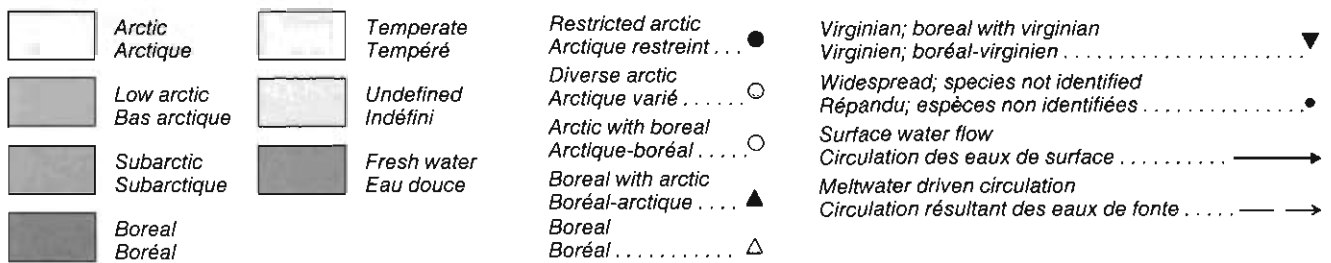 Arctic
Arctique
Low arctic
Bas arctique
Subarctic
Subarctique
Boreal
Boréal
Temperate
Tempéré
Undefined
Indéfini
Fresh water
Eau douce
Restricted arctic
Arctique restreint . . .
Diverse arctic
Arctique varié . . . . . .
Arctic with boreal
Arctique-boréal . . . . .
Boreal with arctic
Boréal-arctique . . . .
Boreal
Boréal . . . . . . . . . . .
Virginian; boreal with virginian
Virginien; boréal-virginien . . . . . . . . . . . . . . . . . . . . . .
Widespread; species not identified
Répandu; espèces non identifiées . . . . . . . . . . . . . . .
Surface water flow
Circulation des eaux de surface . . . . . . . . . .
Meltwater driven circulation
Circulation résultant des eaux de fonte . . . . .